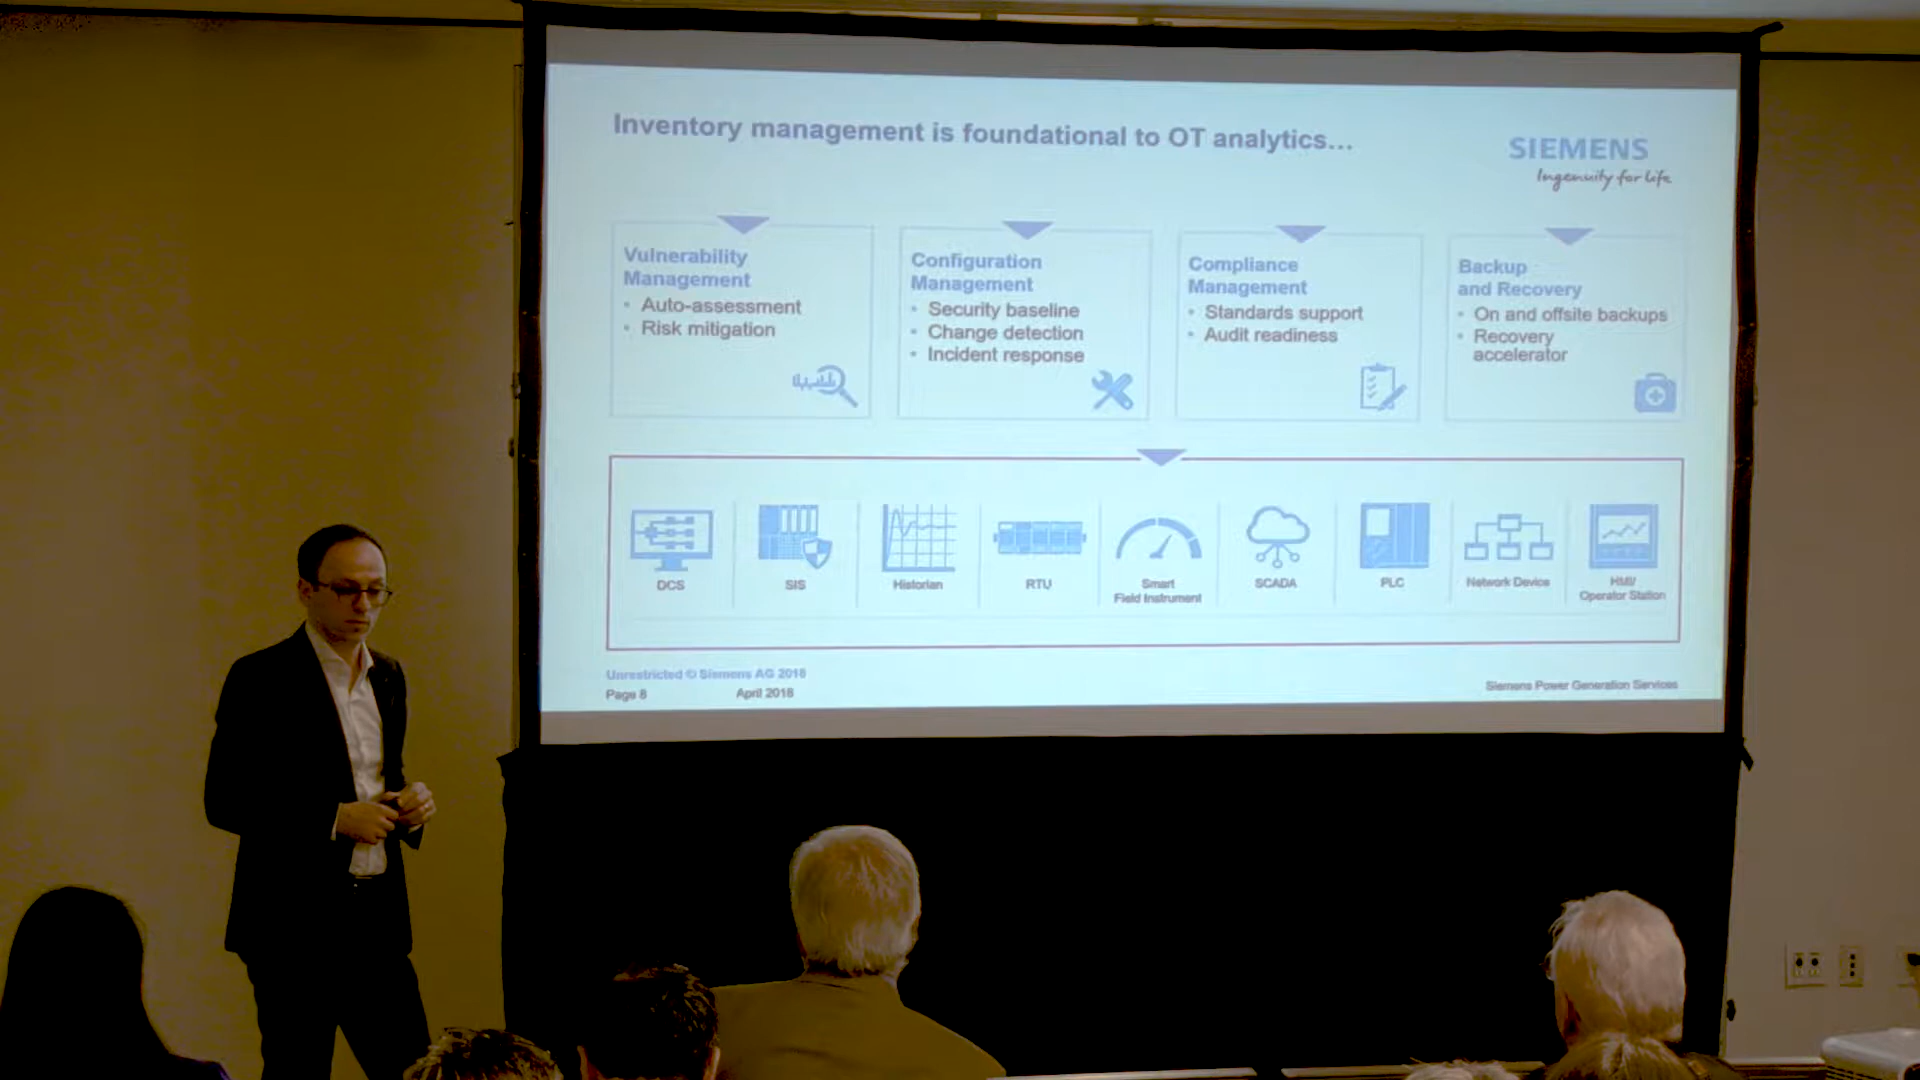 Inventory management is foundational to OT analytics...
SIEMENS
Ingenuity for life
Vulnerability
Management
• Auto-assessment
• Risk mitigation
Configuration
Management
• Security baseline
• Change detection
• Incident response
Compliance
Management
• Standards support
• Audit readiness
Backup
and Recovery
• On and offsite backups
• Recovery
accelerator
DCS
SIS
Historian
RTU
Smart
Field Instrument
SCADA
PLC
Network Device
HMI/
Operator Station
Unrestricted © Siemens AG 2018
Page 8
April 2018
Siemens Power Generation Services